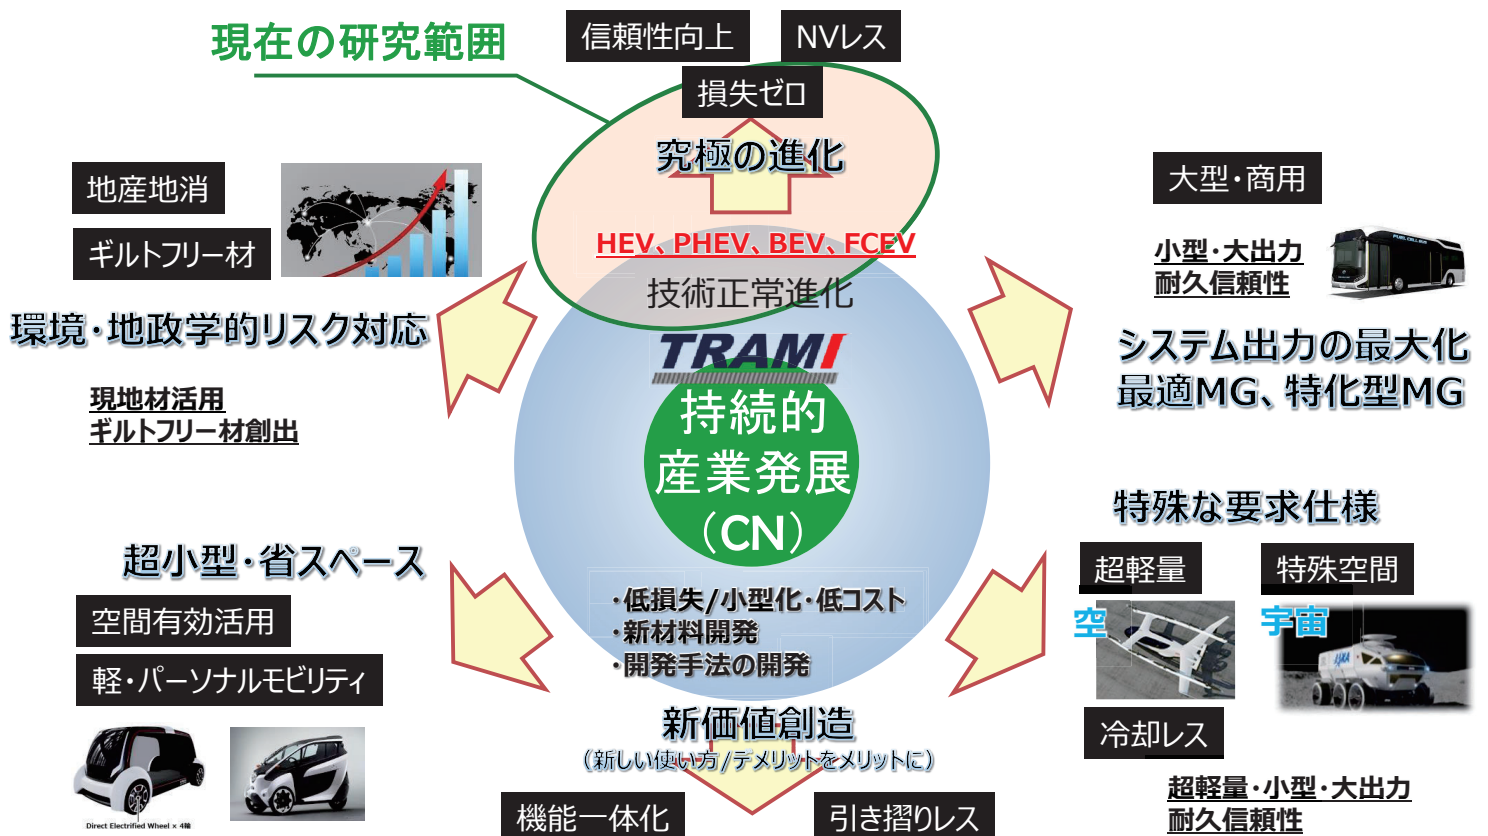 現在の研究範囲
信頼性向上
NVレス
損失ゼロ
究極の進化
HEV、PHEV、BEV、FCEV
技術正常進化
TRAMI
持続的
産業発展
（CN）
・低損失/小型化・低コスト
・新材料開発
・開発手法の開発
新価値創造
（新しい使い方/デメリットをメリットに）
機能一体化
引き摺りレス
地産地消
ギルトフリー材
環境・地政学的リスク対応
現地材活用
ギルトフリー材創出
超小型・省スペース
空間有効活用
軽・パーソナルモビリティ
Direct Electrified Wheel × 4輪
大型・商用
小型・大出力
耐久信頼性
FUEL CELL BUS
システム出力の最大化
最適MG、特化型MG
特殊な要求仕様
超軽量
特殊空間
空
宇宙
JAXA
冷却レス
超軽量・小型・大出力
耐久信頼性